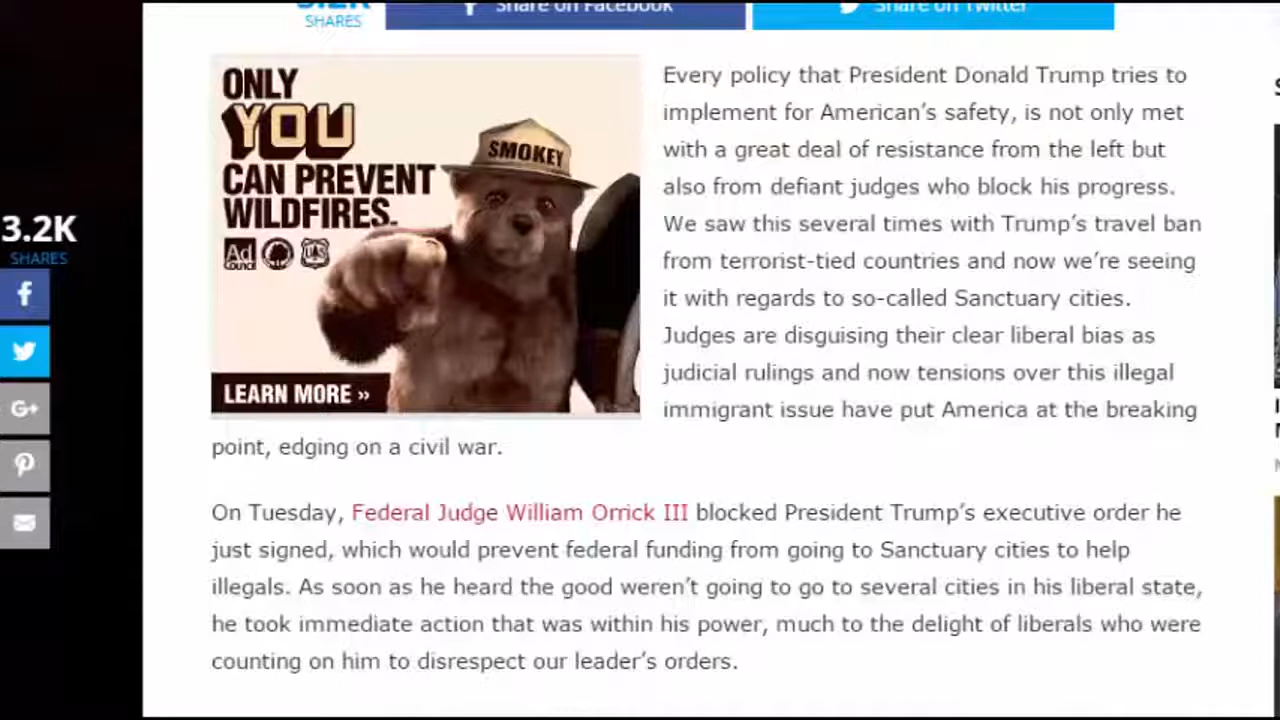 SHARES
Share on Facebook
Share on Twitter
ONLY
YOU
CAN PREVENT
WILDFIRES.
SMOKEY
Ad
COUNCIL
U S
LEARN MORE »
3.2K
SHARES
f
G+
Every policy that President Donald Trump tries to
implement for American's safety, is not only met
with a great deal of resistance from the left but
also from defiant judges who block his progress.
We saw this several times with Trump's travel ban
from terrorist-tied countries and now we're seeing
it with regards to so-called Sanctuary cities.
Judges are disguising their clear liberal bias as
judicial rulings and now tensions over this illegal
immigrant issue have put America at the breaking
point, edging on a civil war.
On Tuesday, Federal Judge William Orrick III blocked President Trump's executive order he
just signed, which would prevent federal funding from going to Sanctuary cities to help
illegals. As soon as he heard the good weren't going to go to several cities in his liberal state,
he took immediate action that was within his power, much to the delight of liberals who were
counting on him to disrespect our leader's orders.